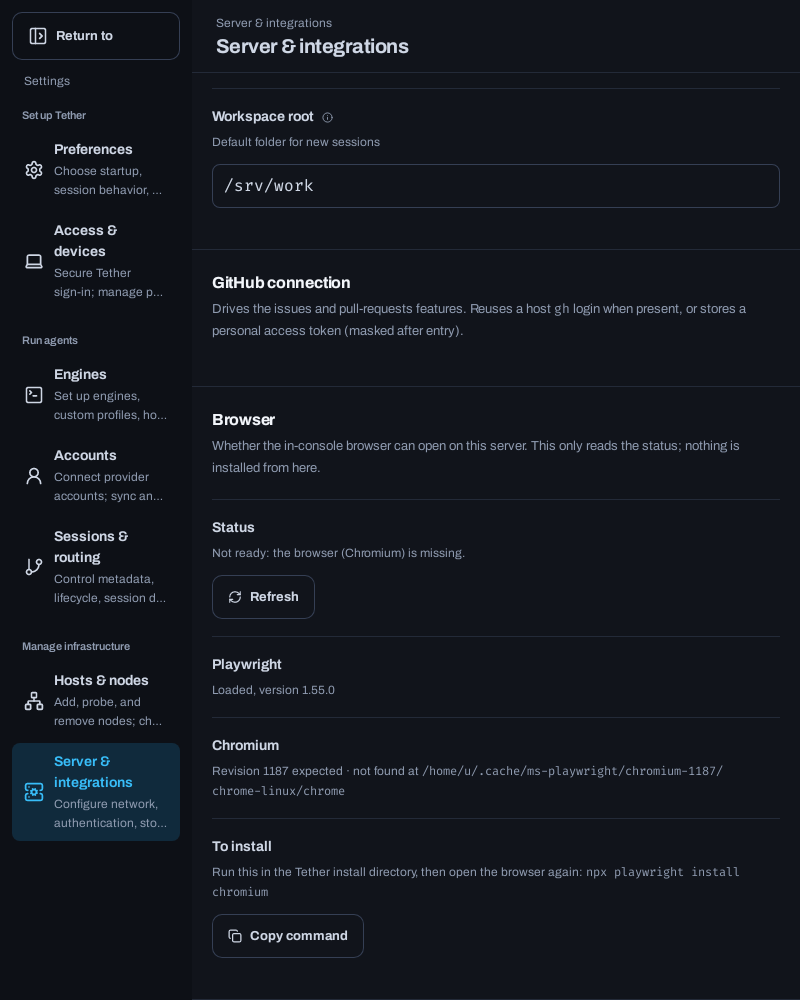 Return to
Settings
Set up Tether
Preferences
Choose startup,
session behavior, ...
Access &
devices
Secure Tether
sign-in; manage p...
Run agents
Engines
Set up engines,
custom profiles, ho...
Accounts
Connect provider
accounts; sync an...
Sessions &
routing
Control metadata,
lifecycle, session d...
Manage infrastructure
Hosts & nodes
Add, probe, and
remove nodes; ch...
Server &
integrations
Configure network,
authentication, sto...
Server & integrations
Server & integrations
Workspace root
Default folder for new sessions
/srv/work
GitHub connection
Drives the issues and pull-requests features. Reuses a host gh login when present, or stores a
personal access token (masked after entry).
Browser
Whether the in-console browser can open on this server. This only reads the status; nothing is
installed from here.
Status
Not ready: the browser (Chromium) is missing.
Refresh
Playwright
Loaded, version 1.55.0
Chromium
Revision 1187 expected · not found at /home/u/.cache/ms-playwright/chromium-1187/
chrome-linux/chrome
To install
Run this in the Tether install directory, then open the browser again: npx playwright install
chromium
Copy command